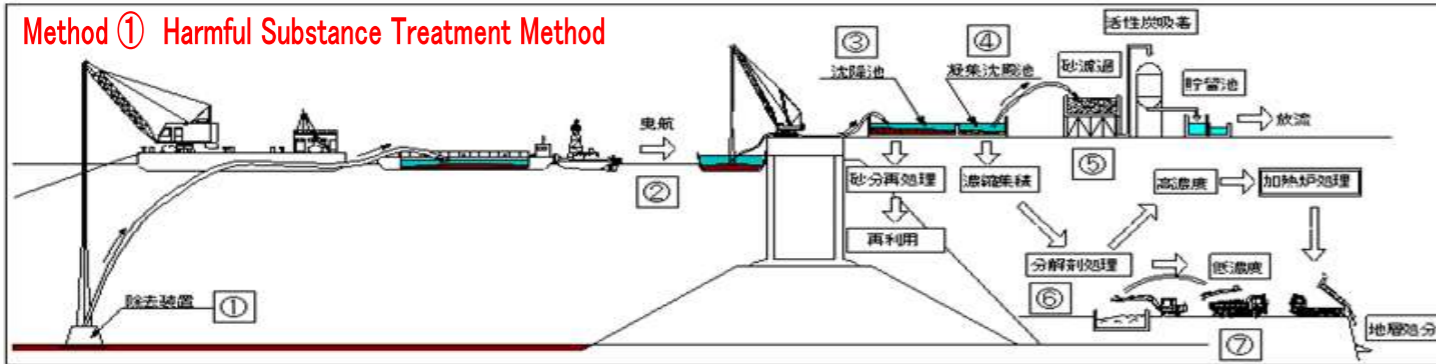 Method ① Harmful Substance Treatment Method
活性炭吸着
③
④
沈降池
凝集沈殿池
砂濾過
貯留池
曳航
放流
②
⑤
砂分再処理
濃縮集積
高濃度
加熱炉処理
再利用
分解剤処理
低濃度
⑥
除去装置
①
⑦
地層処分